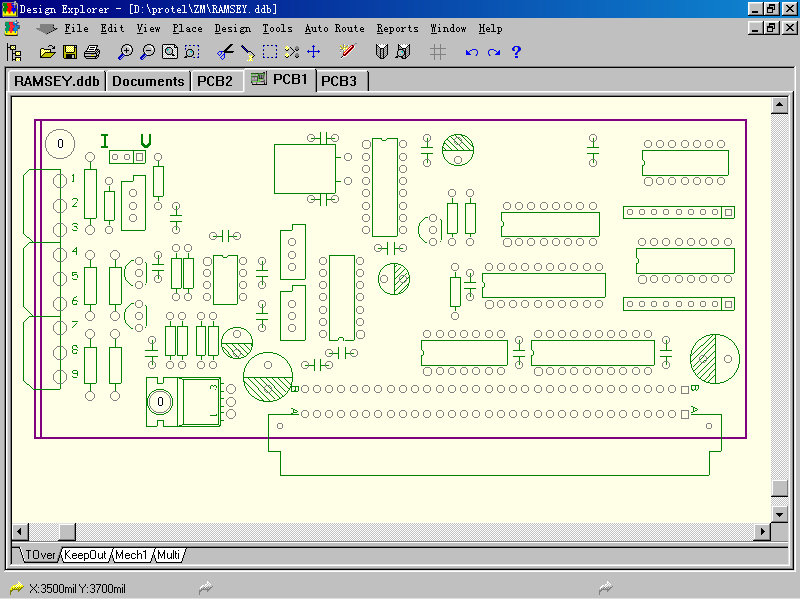 Design Explorer - [D:\protel\ZM\RAMSEY.ddb]
File Edit View Place Design Tools Auto Route Reports Window Help
RAMSEY.ddb Documents PCB2 PCB1 PCB3
I U
0
1
2
3
4
5
6
7
8
9
B B
A A
0
1 3
TOver KeepOut Mech1 Multi
X:3500mil Y:3700mil